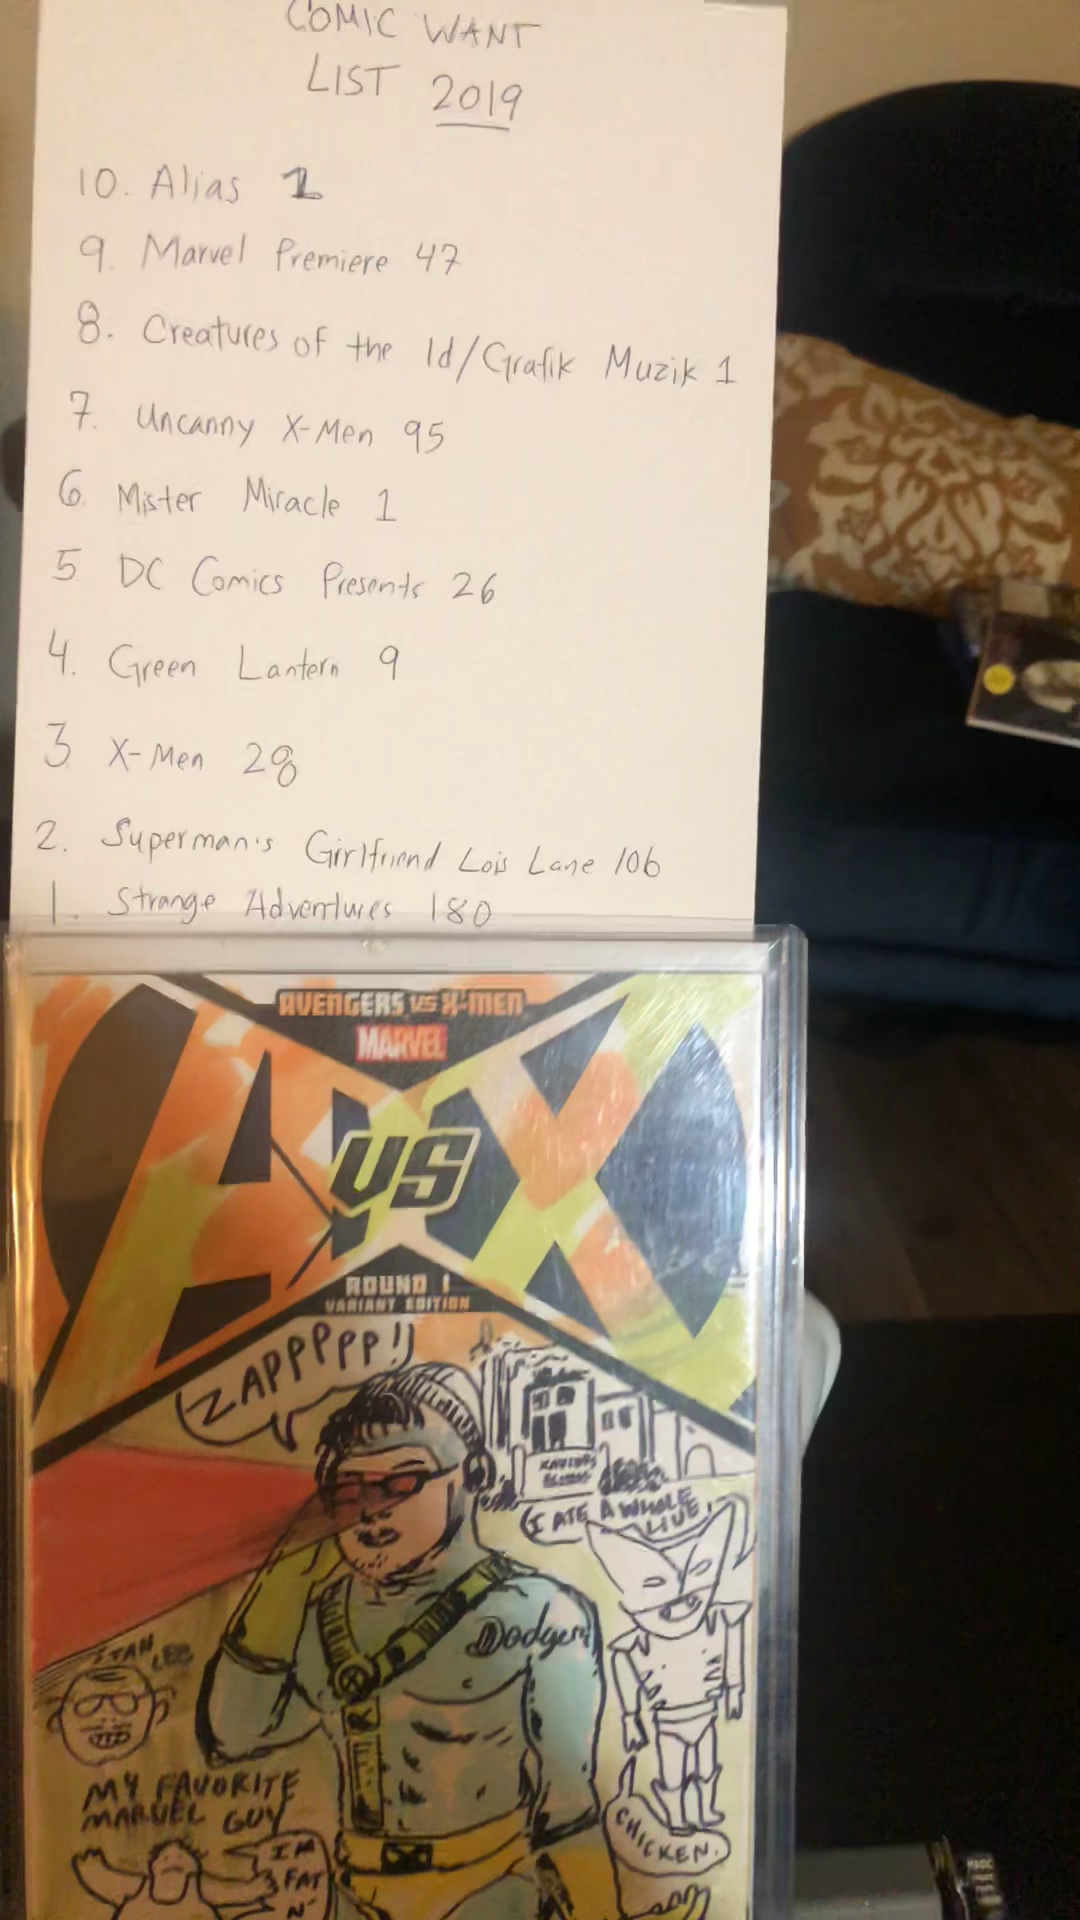 COMIC WANT
LIST 2019
10. Alias 1
9. Marvel Premiere 47
8. Creatures of the Id/Grafik Muzik 1
7. Uncanny X-Men 95
6. Mister Miracle 1
5 DC Comics Presents 26
4. Green Lantern 9
3 X-Men 28
2. Superman's Girlfriend Lois Lane 106
1. Strange Adventures 180
AVENGERS VS X-MEN
MARVEL
A VS X
ROUND 1
VARIANT EDITION
ZAPPPPP!!
I ATE A WHOLE
LIVE
Dodgers
STAN
LEE
MY FAVORITE
MARVEL GUY
CHICKEN.
IM
FAT
N'